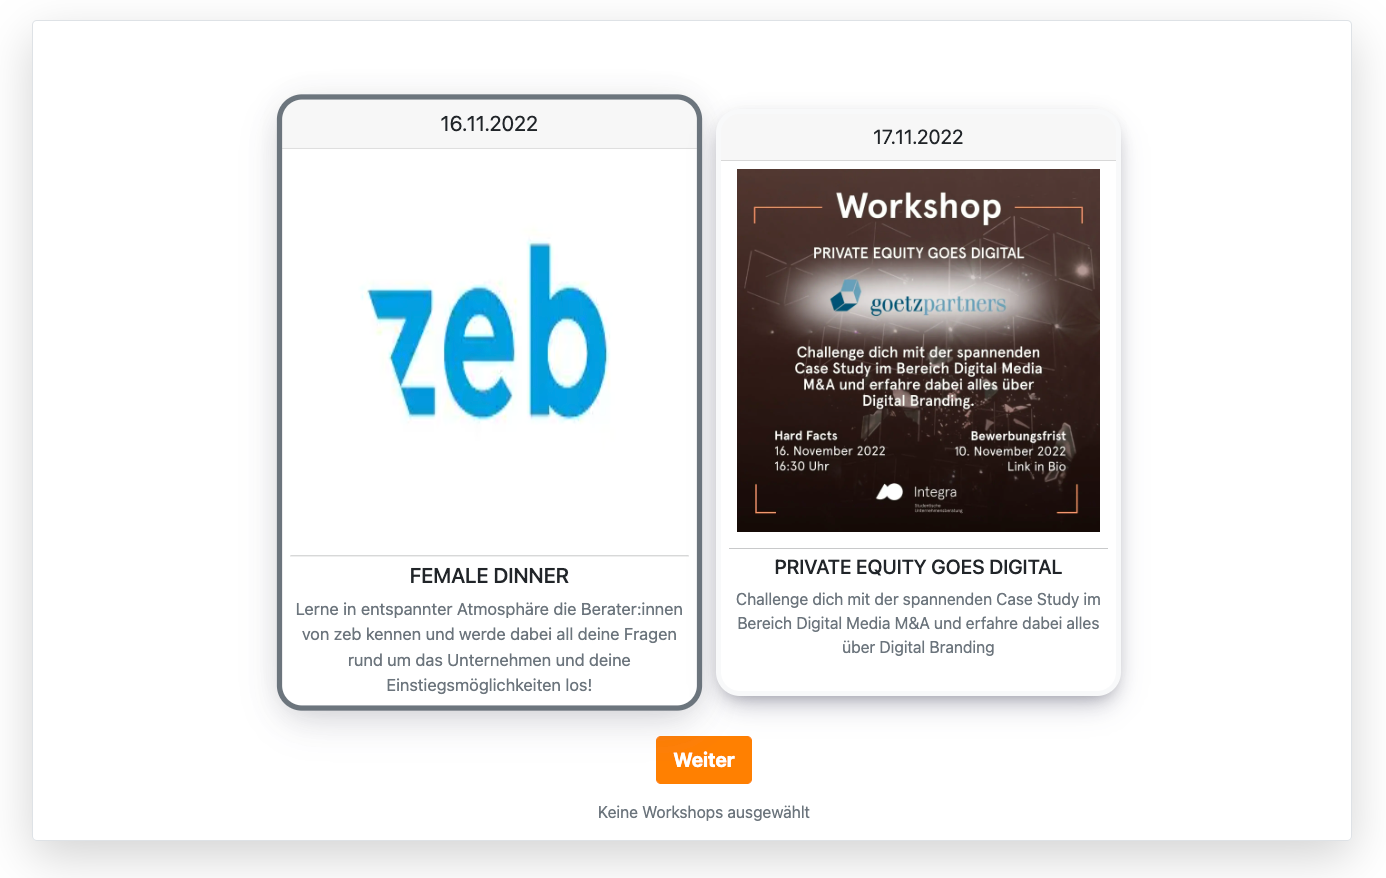 16.11.2022
zeb
FEMALE DINNER
Lerne in entspannter Atmosphäre die Berater:innen
von zeb kennen und werde dabei all deine Fragen
rund um das Unternehmen und deine
Einstiegsmöglichkeiten los!
17.11.2022
Workshop
PRIVATE EQUITY GOES DIGITAL
goetzpartners
Challenge dich mit der spannenden
Case Study im Bereich Digital Media
M&A und erfahre dabei alles über
Digital Branding.
Hard Facts
16. November 2022
16:30 Uhr
Bewerbungsfrist
10. November 2022
Link in Bio
Integra
Studentische
Unternehmensberatung
PRIVATE EQUITY GOES DIGITAL
Challenge dich mit der spannenden Case Study im
Bereich Digital Media M&A und erfahre dabei alles
über Digital Branding
Weiter
Keine Workshops ausgewählt